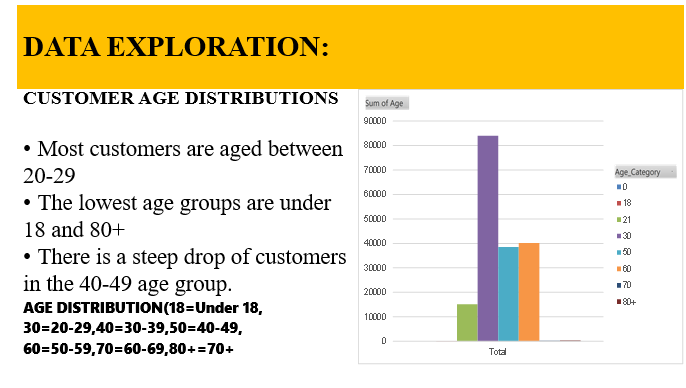 DATA EXPLORATION:
CUSTOMER AGE DISTRIBUTIONS
• Most customers are aged between
20-29
• The lowest age groups are under
18 and 80+
• There is a steep drop of customers
in the 40-49 age group.
AGE DISTRIBUTION(18=Under 18,
30=20-29,40=30-39,50=40-49,
60=50-59,70=60-69,80+=70+
Sum of Age
90000
80000
70000
60000
50000
40000
30000
20000
10000
0
Total
Age_Category
0
18
21
30
50
60
70
80+